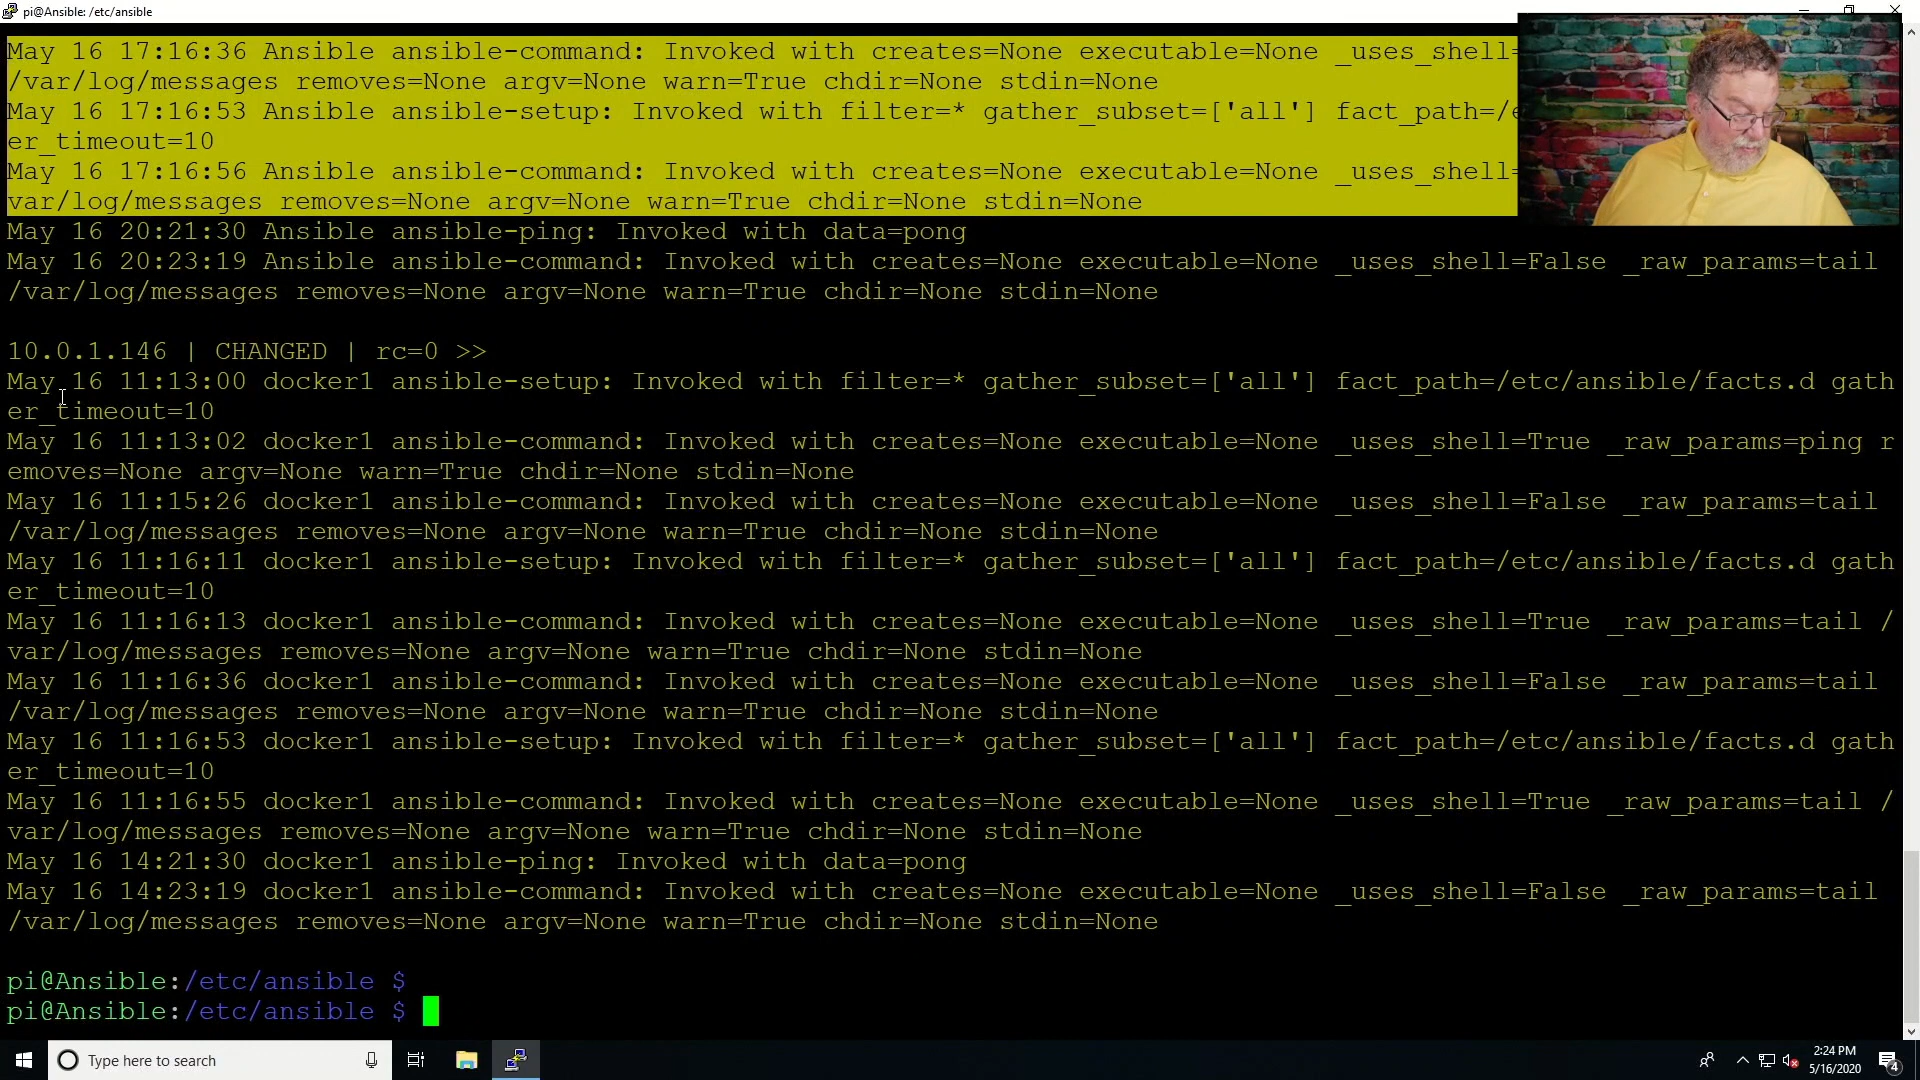 pi@Ansible: /etc/ansible
May 16 17:16:36 Ansible ansible-command: Invoked with creates=None executable=None _uses_shell=
/var/log/messages removes=None argv=None warn=True chdir=None stdin=None
May 16 17:16:53 Ansible ansible-setup: Invoked with filter=* gather_subset=['all'] fact_path=/e
er_timeout=10
May 16 17:16:56 Ansible ansible-command: Invoked with creates=None executable=None _uses_shell=
var/log/messages removes=None argv=None warn=True chdir=None stdin=None
May 16 20:21:30 Ansible ansible-ping: Invoked with data=pong
May 16 20:23:19 Ansible ansible-command: Invoked with creates=None executable=None _uses_shell=False _raw_params=tail
/var/log/messages removes=None argv=None warn=True chdir=None stdin=None
10.0.1.146 | CHANGED | rc=0 >>
May 16 11:13:00 docker1 ansible-setup: Invoked with filter=* gather_subset=['all'] fact_path=/etc/ansible/facts.d gath
er_timeout=10
May 16 11:13:02 docker1 ansible-command: Invoked with creates=None executable=None _uses_shell=True _raw_params=ping r
emoves=None argv=None warn=True chdir=None stdin=None
May 16 11:15:26 docker1 ansible-command: Invoked with creates=None executable=None _uses_shell=False _raw_params=tail
/var/log/messages removes=None argv=None warn=True chdir=None stdin=None
May 16 11:16:11 docker1 ansible-setup: Invoked with filter=* gather_subset=['all'] fact_path=/etc/ansible/facts.d gath
er_timeout=10
May 16 11:16:13 docker1 ansible-command: Invoked with creates=None executable=None _uses_shell=True _raw_params=tail /
var/log/messages removes=None argv=None warn=True chdir=None stdin=None
May 16 11:16:36 docker1 ansible-command: Invoked with creates=None executable=None _uses_shell=False _raw_params=tail
/var/log/messages removes=None argv=None warn=True chdir=None stdin=None
May 16 11:16:53 docker1 ansible-setup: Invoked with filter=* gather_subset=['all'] fact_path=/etc/ansible/facts.d gath
er_timeout=10
May 16 11:16:55 docker1 ansible-command: Invoked with creates=None executable=None _uses_shell=True _raw_params=tail /
var/log/messages removes=None argv=None warn=True chdir=None stdin=None
May 16 14:21:30 docker1 ansible-ping: Invoked with data=pong
May 16 14:23:19 docker1 ansible-command: Invoked with creates=None executable=None _uses_shell=False _raw_params=tail
/var/log/messages removes=None argv=None warn=True chdir=None stdin=None
pi@Ansible:/etc/ansible $
pi@Ansible:/etc/ansible $
Type here to search
2:24 PM
5/16/2020
4